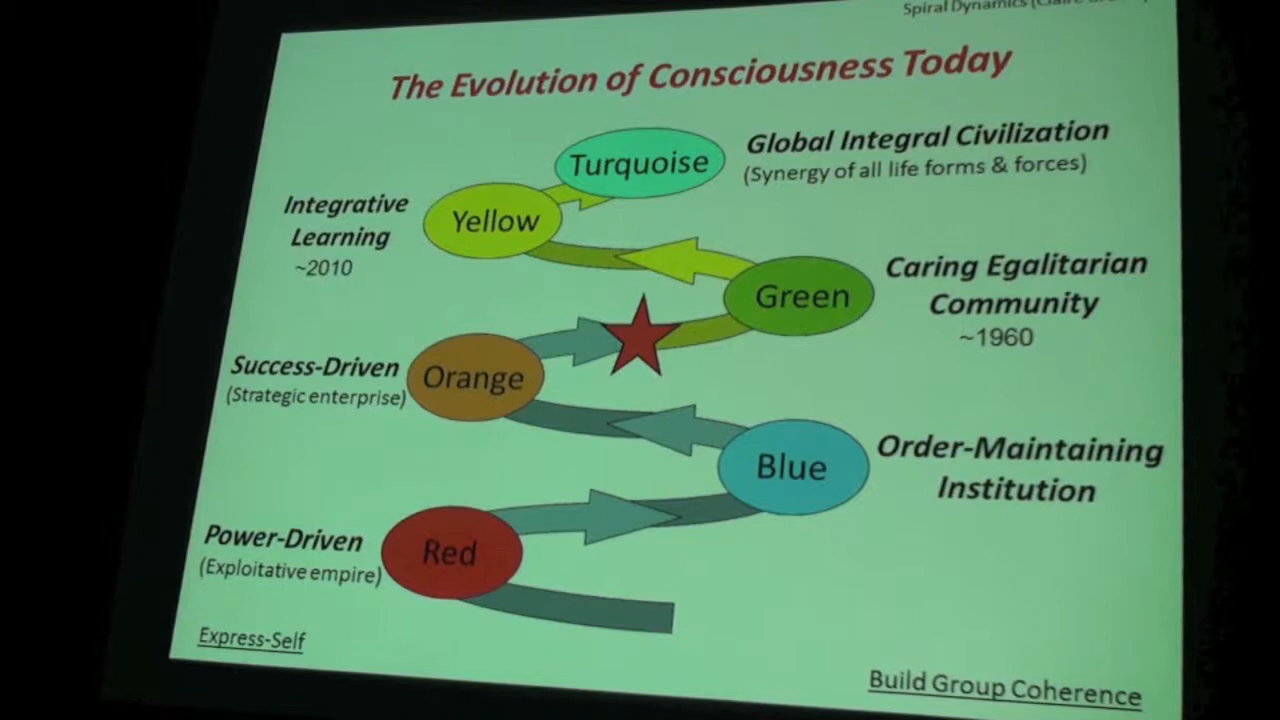 Spiral Dynamics
The Evolution of Consciousness Today
Turquoise
Global Integral Civilization
(Synergy of all life forms & forces)
Integrative
Learning
~2010
Yellow
Green
Caring Egalitarian
Community
~1960
Success-Driven
(Strategic enterprise)
Orange
Blue
Order-Maintaining
Institution
Power-Driven
(Exploitative empire)
Red
Express-Self
Build Group Coherence